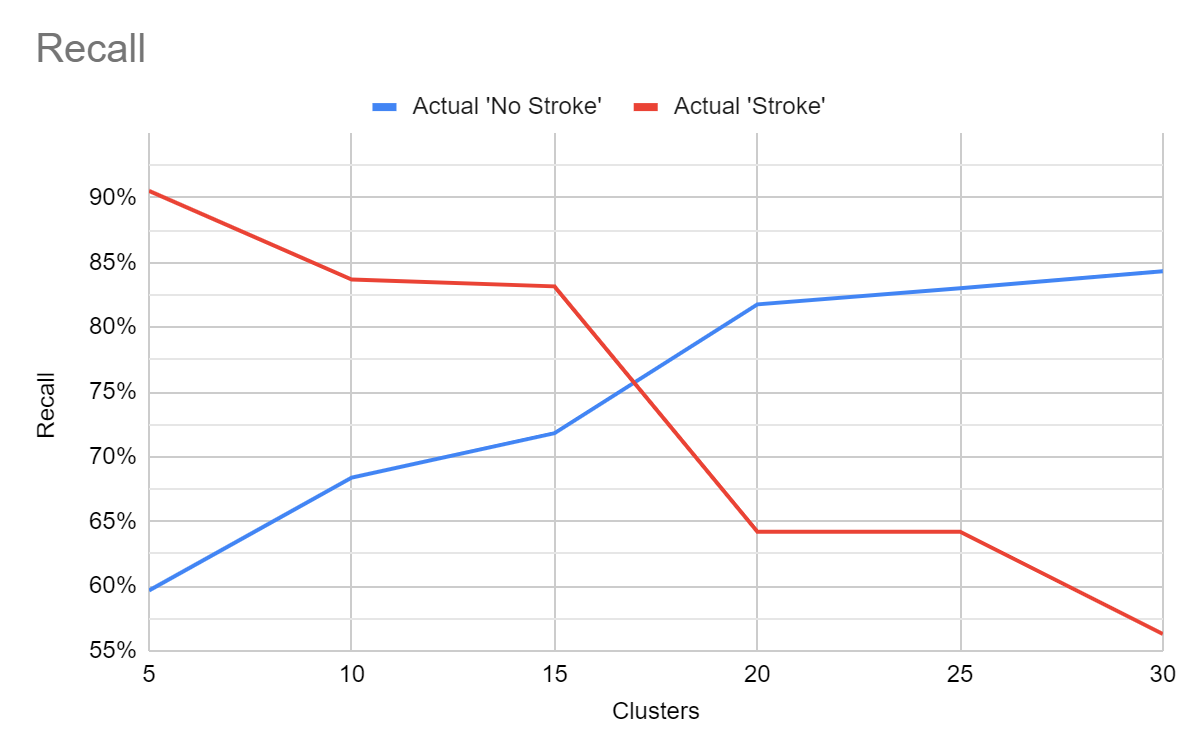 Recall
Actual 'No Stroke' Actual 'Stroke'
90%
85%
80%
75%
70%
65%
60%
55%
Recall
5 10 15 20 25 30
Clusters